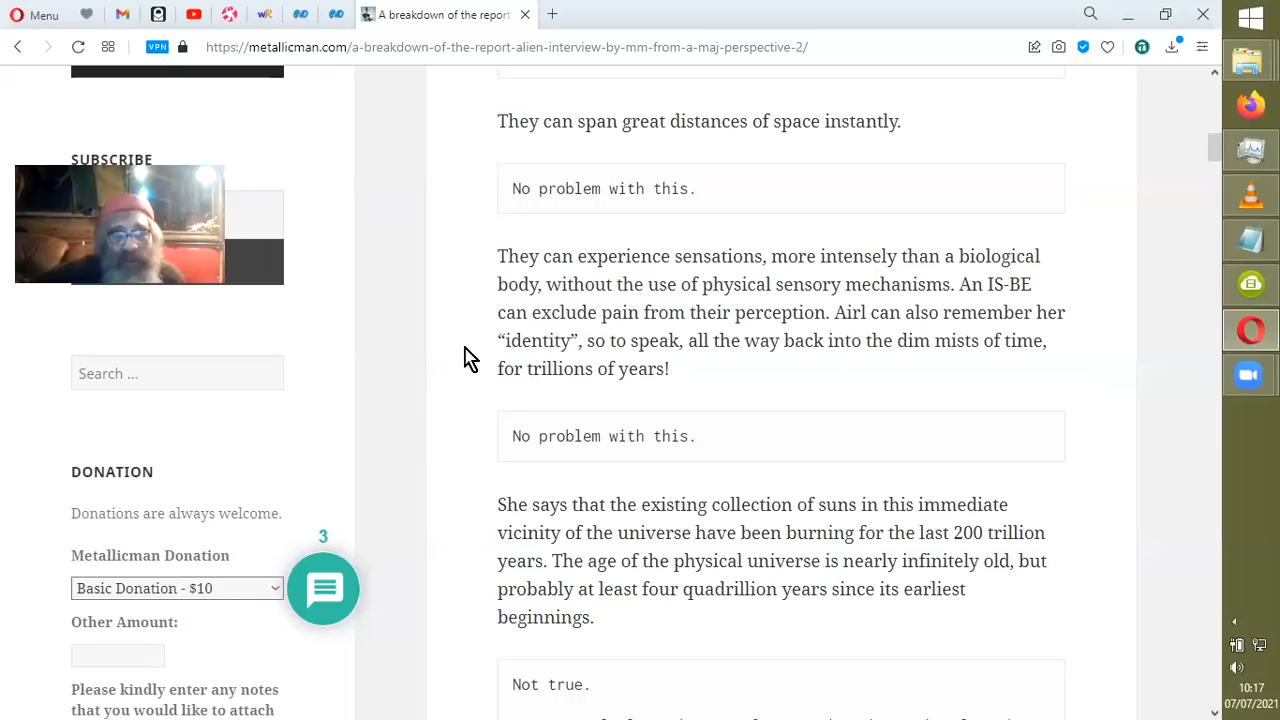 Menu
A breakdown of the report
VPN
https://metallicman.com/a-breakdown-of-the-report-alien-interview-by-mm-from-a-maj-perspective-2/
SUBSCRIBE
Search ...
DONATION
Donations are always welcome.
Metallicman Donation
Basic Donation - $10
Other Amount:
Please kindly enter any notes
that you would like to attach
3
They can span great distances of space instantly.
No problem with this.
They can experience sensations, more intensely than a biological
body, without the use of physical sensory mechanisms. An IS-BE
can exclude pain from their perception. Airl can also remember her
“identity”, so to speak, all the way back into the dim mists of time,
for trillions of years!
No problem with this.
She says that the existing collection of suns in this immediate
vicinity of the universe have been burning for the last 200 trillion
years. The age of the physical universe is nearly infinitely old, but
probably at least four quadrillion years since its earliest
beginnings.
Not true.
10:17
07/07/2021